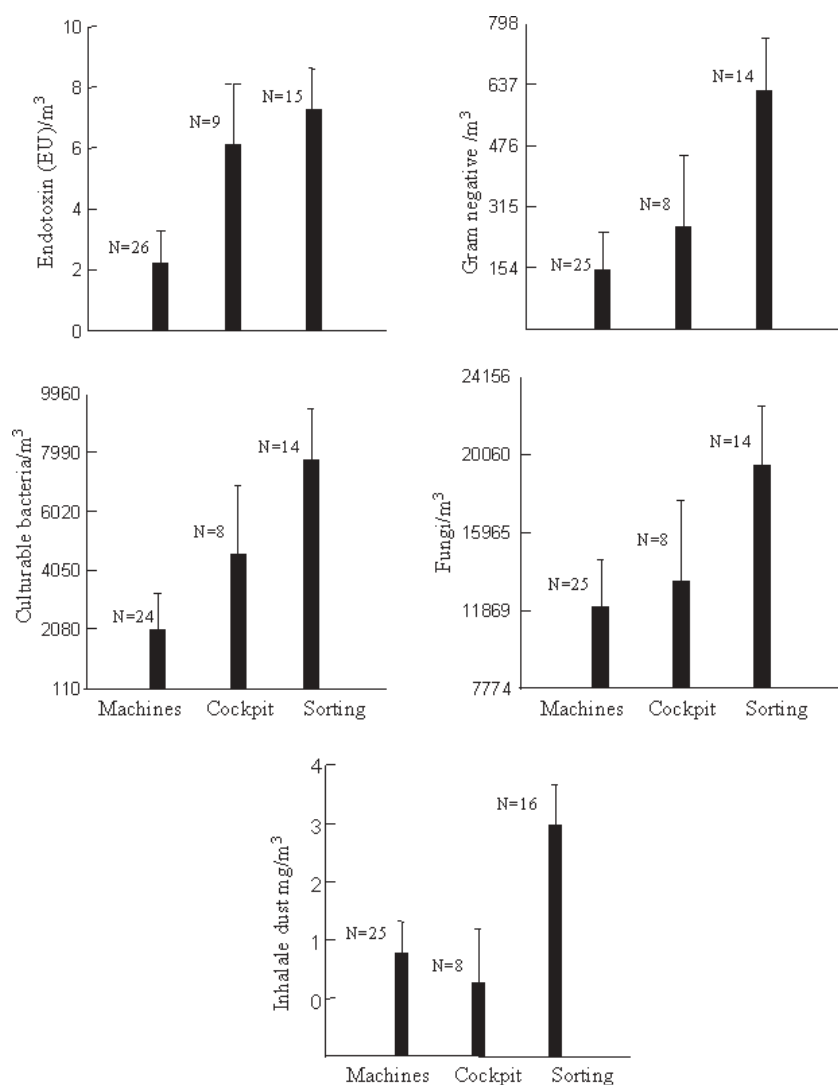 Endotoxin (EU)/m³
10
8
6
4
2
0
N=26
N=9
N=15
Gram negative /m³
798
637
476
315
154
N=25
N=8
N=14
Culturable bacteria/m³
9960
7990
6020
4050
2080
110
N=24
N=8
N=14
Machines Cockpit Sorting
Fungi/m³
24156
20060
15965
11869
7774
N=25
N=8
N=14
Machines Cockpit Sorting
Inhalale dust mg/m³
4
3
2
1
0
N=25
N=8
N=16
Machines Cockpit Sorting